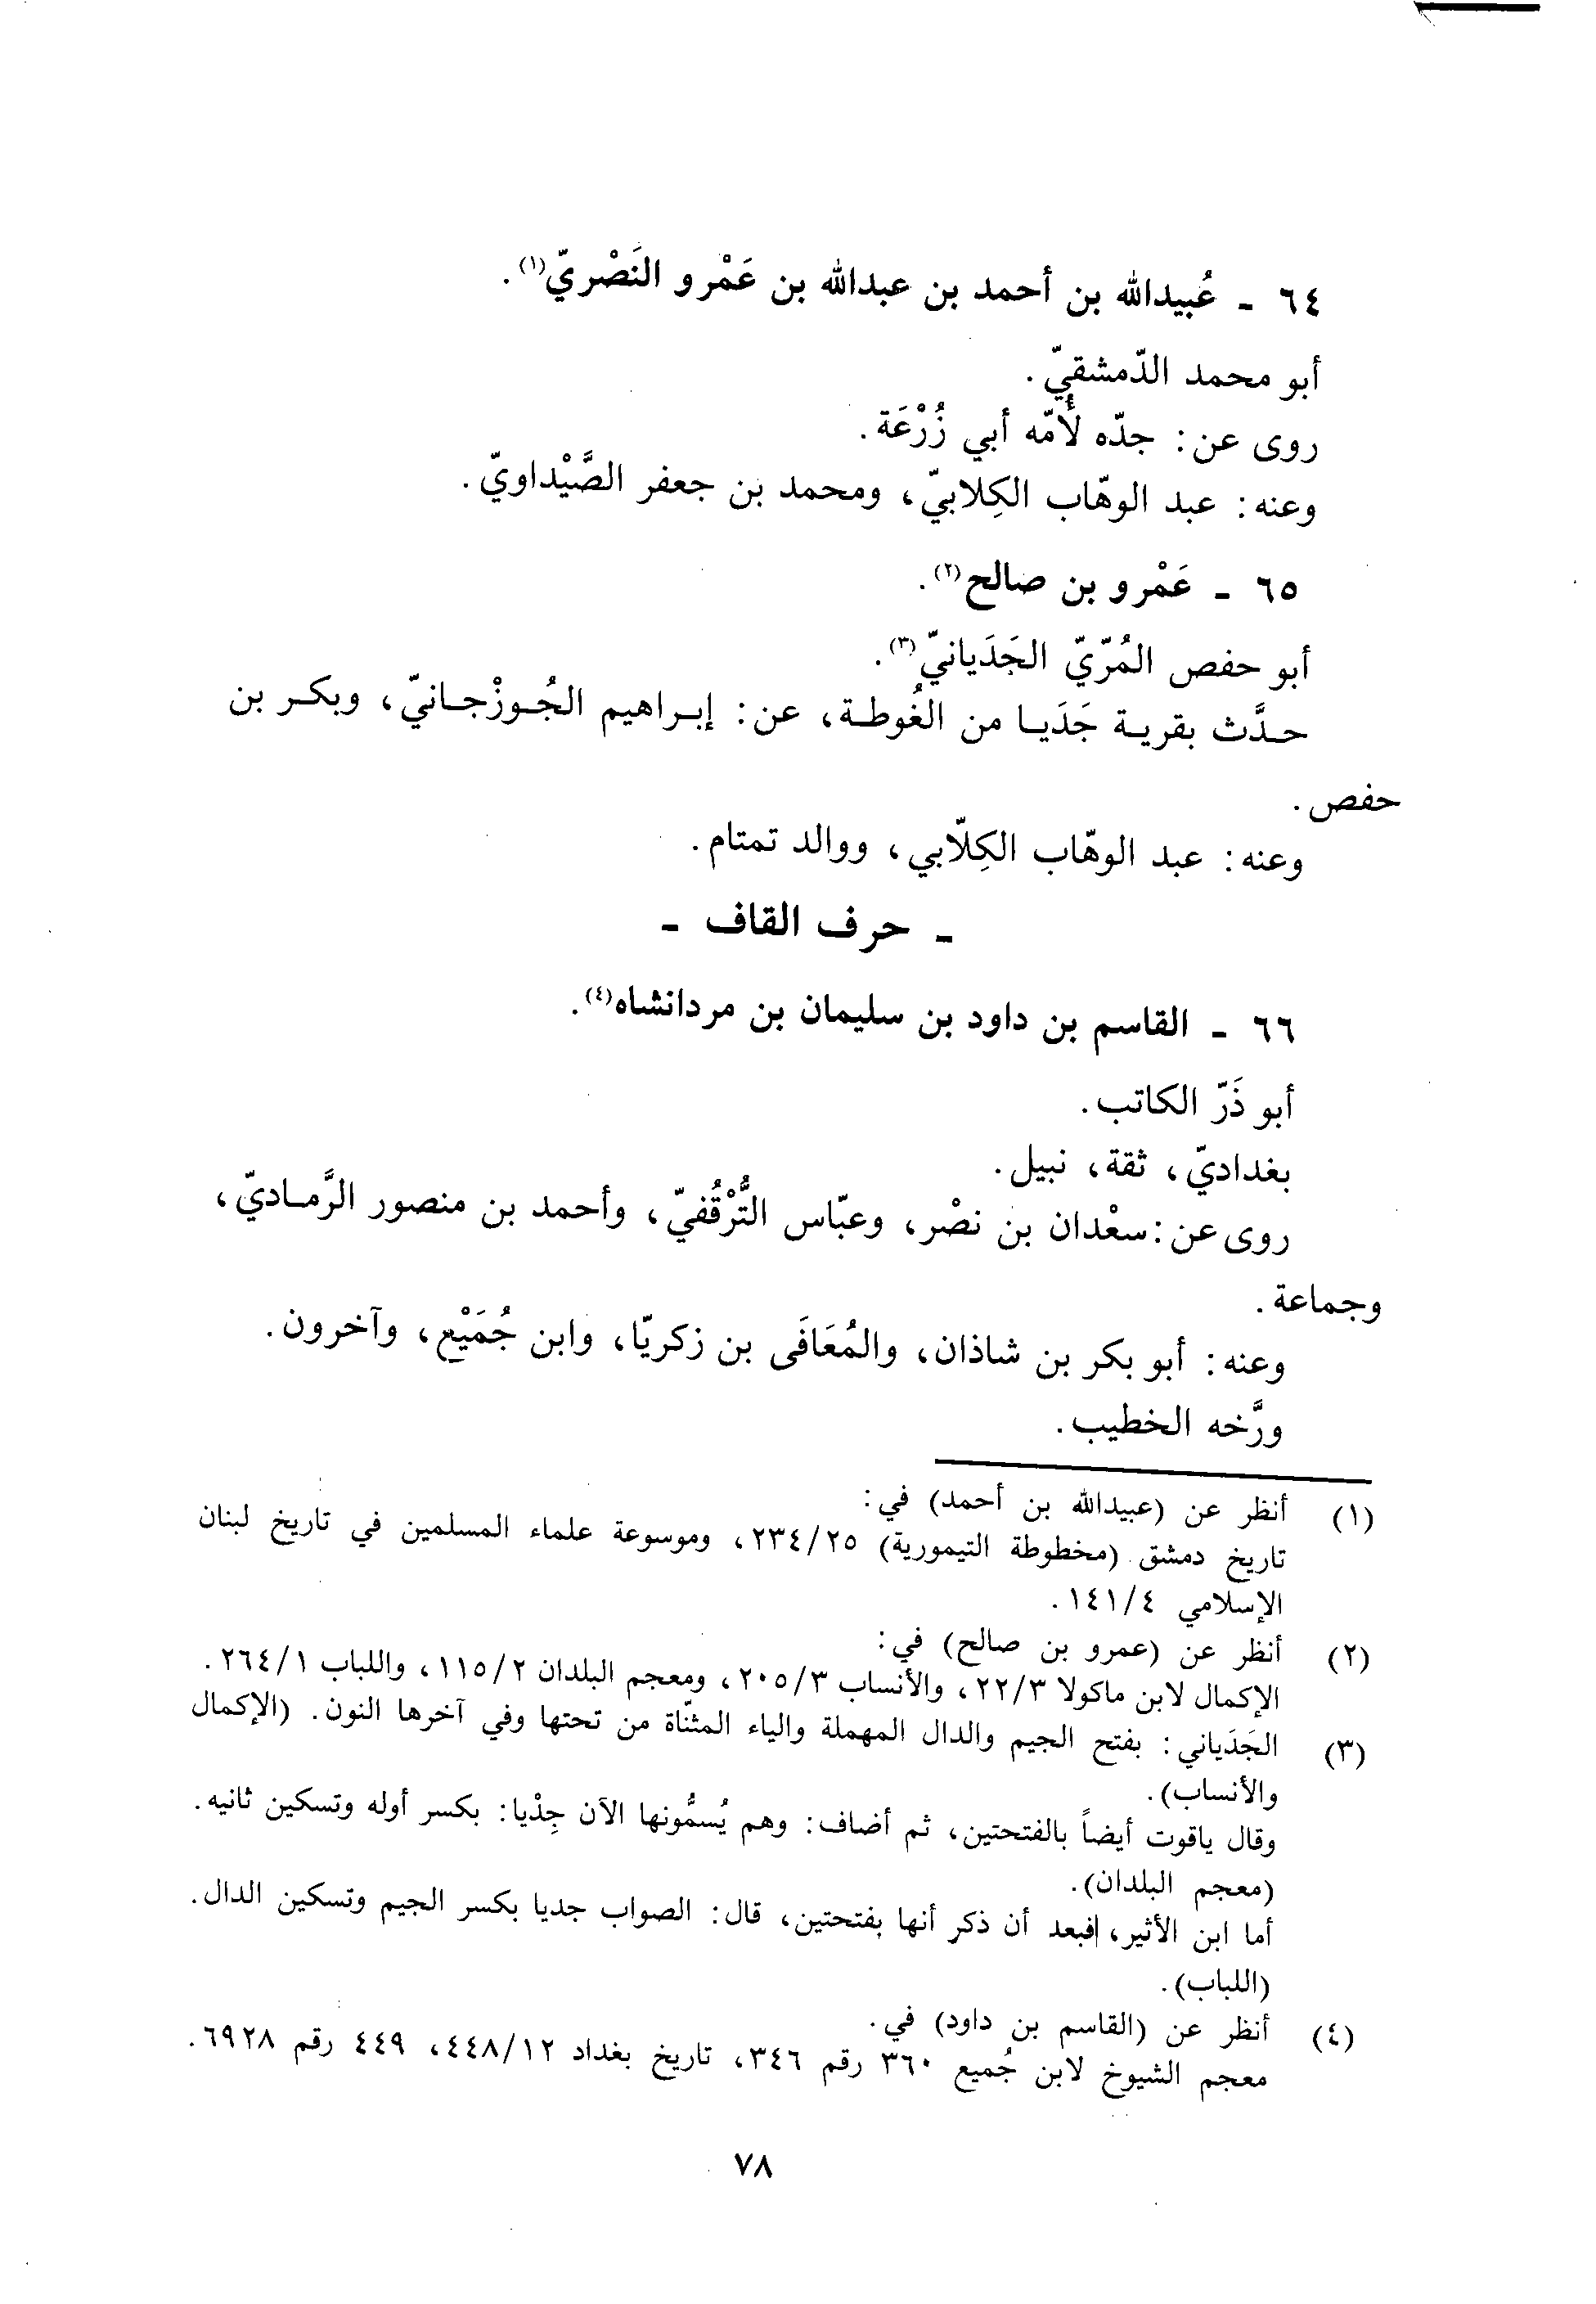 ٦٤ ـ عُبيدالله بن أحمد بن عبدالله بن عَمْرو النَصْريّ(١).
أبو محمد الدّمشقيّ.
روى عن: جدّه لأُمّه أبي زُرْعَة.
وعنه: عبد الوهّاب الكِلابيّ، ومحمد بن جعفر الصَّيْداويّ.
٦٥ ـ عَمْرو بن صالح(٢).
أبو حفص المُرّيّ الجَدَيانيّ(٣).
حدَّث بقرية جَدَيا من الغُوطة، عن: إبراهيم الجُوزْجانيّ، وبكر بن
حفص.
وعنه: عبد الوهّاب الكِلّابي، ووالد تمتام.
ـ حرف القاف ـ
٦٦ ـ القاسم بن داود بن سليمان بن مردانشاه(٤).
أبو ذَرّ الكاتب.
بغداديّ، ثقة، نبيل.
روى عن: سعْدان بن نصْر، وعبّاس التُّرْقُفيّ، وأحمد بن منصور الرَّماديّ،
وجماعة.
وعنه: أبو بكر بن شاذان، والمُعَافَى بن زكريّا، وابن جُمَيْع، وآخرون.
ورَّخه الخطيب.
(١) أنظر عن (عبيدالله بن أحمد) في:
تاريخ دمشق (مخطوطة التيمورية) ٢٣٤/٢٥، وموسوعة علماء المسلمين في تاريخ لبنان
الإسلامي ١٤١/٤.
(٢) أنظر عن (عمرو بن صالح) في:
الإكمال لابن ماكولا ٢٢/٣، والأنساب ٢٠٥/٣، ومعجم البلدان ١١٥/٢، واللباب ٢٦٤/١.
(٣) الجَدَياني: بفتح الجيم والدال المهملة والياء المثنّاة من تحتها وفي آخرها النون. (الإكمال
والأنساب).
وقال ياقوت أيضاً بالفتحتين، ثم أضاف: وهم يُسمُّونها الآن جِدْيا: بكسر أوله وتسكين ثانيه.
(معجم البلدان).
أما ابن الأثير، فبعد أن ذكر أنها بفتحتين، قال: الصواب جديا بكسر الجيم وتسكين الدال.
(اللباب).
(٤) أنظر عن (القاسم بن داود) في.
معجم الشيوخ لابن جُميع ٣٦٠ رقم ٣٤٦، تاريخ بغداد ٤٤٨/١٢، ٤٤٩ رقم ٦٩٢٨.
٧٨